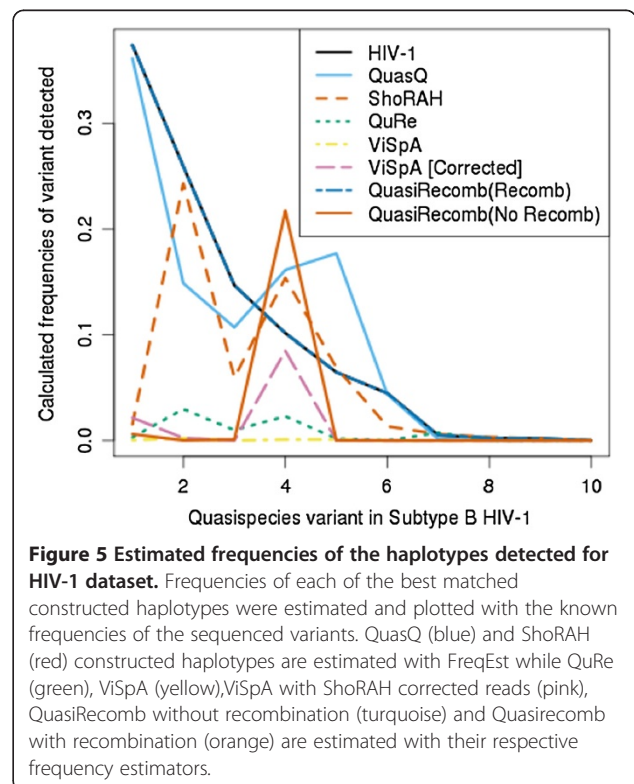 HIV-1
QuasQ
ShoRAH
QuRe
ViSpA
ViSpA [Corrected]
QuasiRecomb(Recomb)
QuasiRecomb(No Recomb)
Calculated frequencies of variant detected
0.3
0.2
0.1
0.0
2
4
6
8
10
Quasispecies variant in Subtype B HIV-1
Figure 5 Estimated frequencies of the haplotypes detected for
HIV-1 dataset. Frequencies of each of the best matched
constructed haplotypes were estimated and plotted with the known
frequencies of the sequenced variants. QuasQ (blue) and ShoRAH
(red) constructed haplotypes are estimated with FreqEst while QuRe
(green), ViSpA (yellow),ViSpA with ShoRAH corrected reads (pink),
QuasiRecomb without recombination (turquoise) and Quasirecomb
with recombination (orange) are estimated with their respective
frequency estimators.